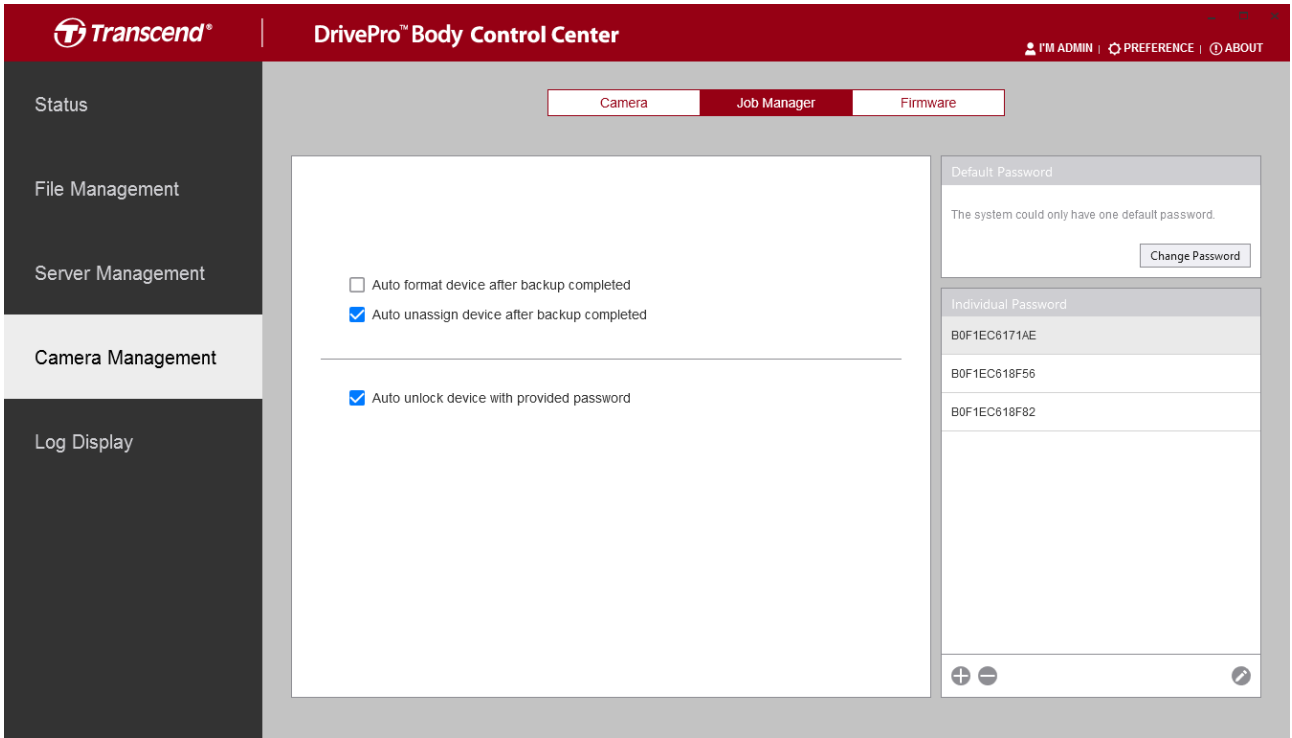 Transcend®
DrivePro™ Body Control Center
I'M ADMIN | PREFERENCE | ABOUT
Status
File Management
Server Management
Camera Management
Log Display
Camera
Job Manager
Firmware
Auto format device after backup completed
Auto unassign device after backup completed
Auto unlock device with provided password
Default Password
The system could only have one default password.
Change Password
Individual Password
B0F1EC6171AE
B0F1EC618F56
B0F1EC618F82